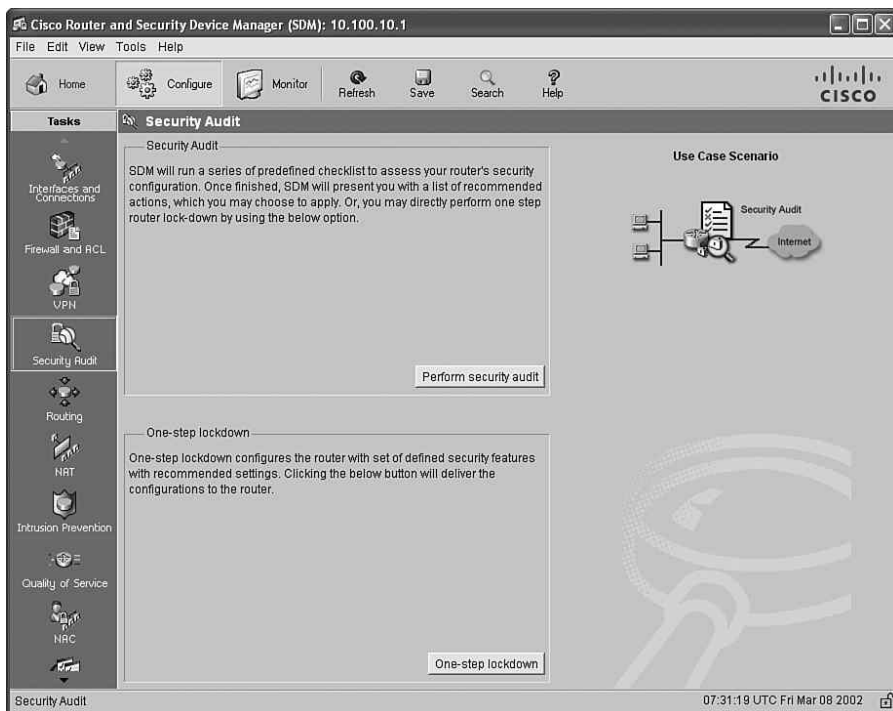 Cisco Router and Security Device Manager (SDM): 10.100.10.1
File Edit View Tools Help
Home Configure Monitor Refresh Save Search Help
CISCO
Tasks
Security Audit
Interfaces and
Connections
Firewall and ACL
VPN
Security Audit
Routing
NAT
Intrusion Prevention
Quality of Service
NAC
Security Audit
SDM will run a series of predefined checklist to assess your router's security
configuration. Once finished, SDM will present you with a list of recommended
actions, which you may choose to apply. Or, you may directly perform one step
router lock-down by using the below option.
Perform security audit
One-step lockdown
One-step lockdown configures the router with set of defined security features
with recommended settings. Clicking the below button will deliver the
configurations to the router.
One-step lockdown
Use Case Scenario
Security Audit
Internet
Security Audit
07:31:19 UTC Fri Mar 08 2002